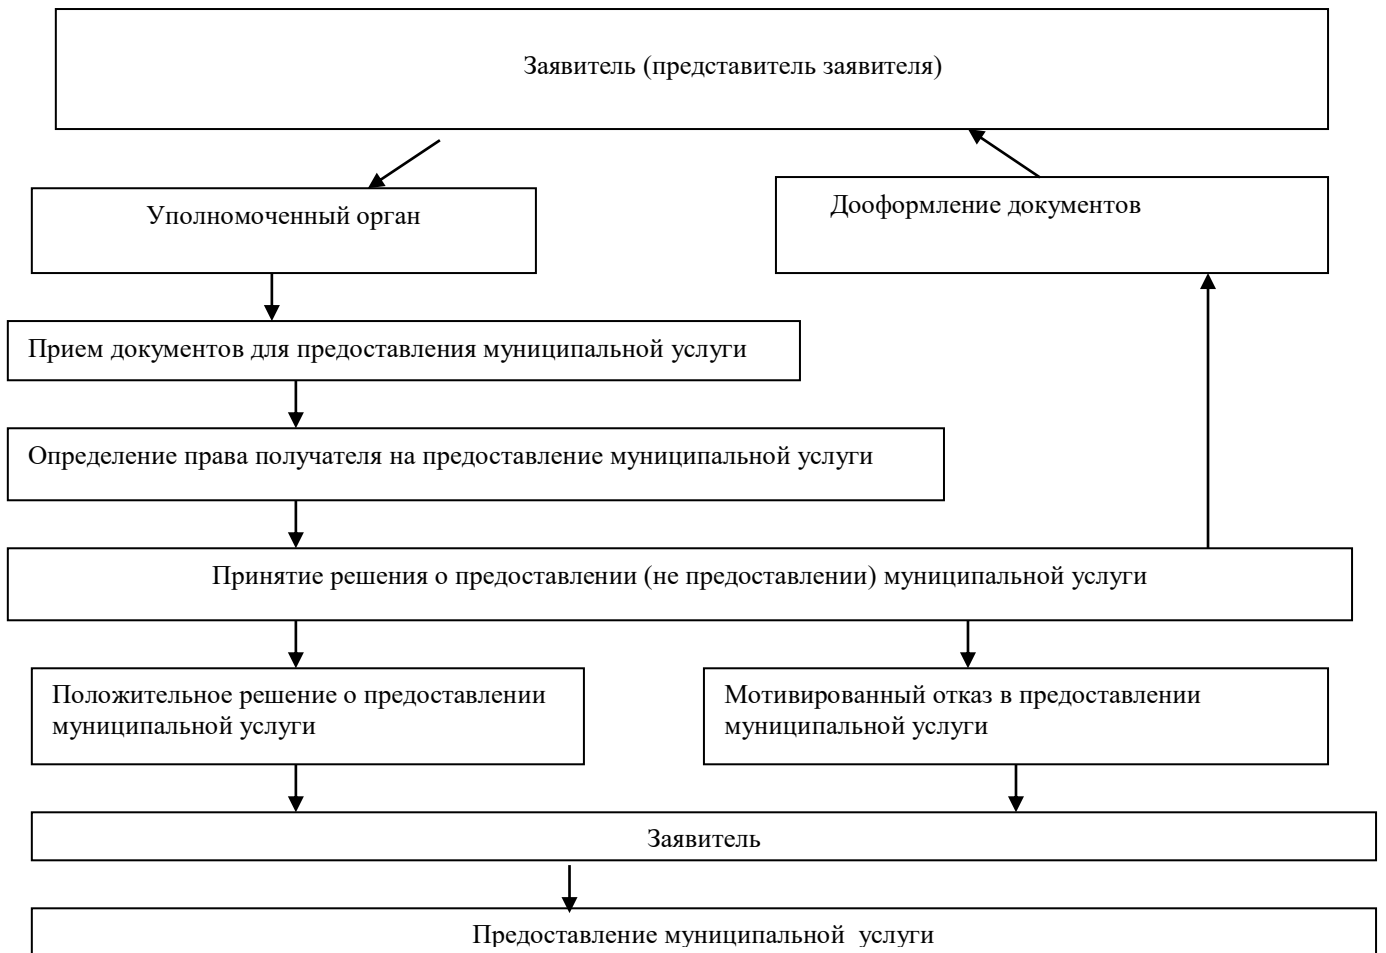 Заявитель (представитель заявителя)
Уполномоченный орган
Дооформление документов
Прием документов для предоставления муниципальной услуги
Определение права получателя на предоставление муниципальной услуги
Принятие решения о предоставлении (не предоставлении) муниципальной услуги
Положительное решение о предоставлении
муниципальной услуги
Мотивированный отказ в предоставлении
муниципальной услуги
Заявитель
Предоставление муниципальной услуги